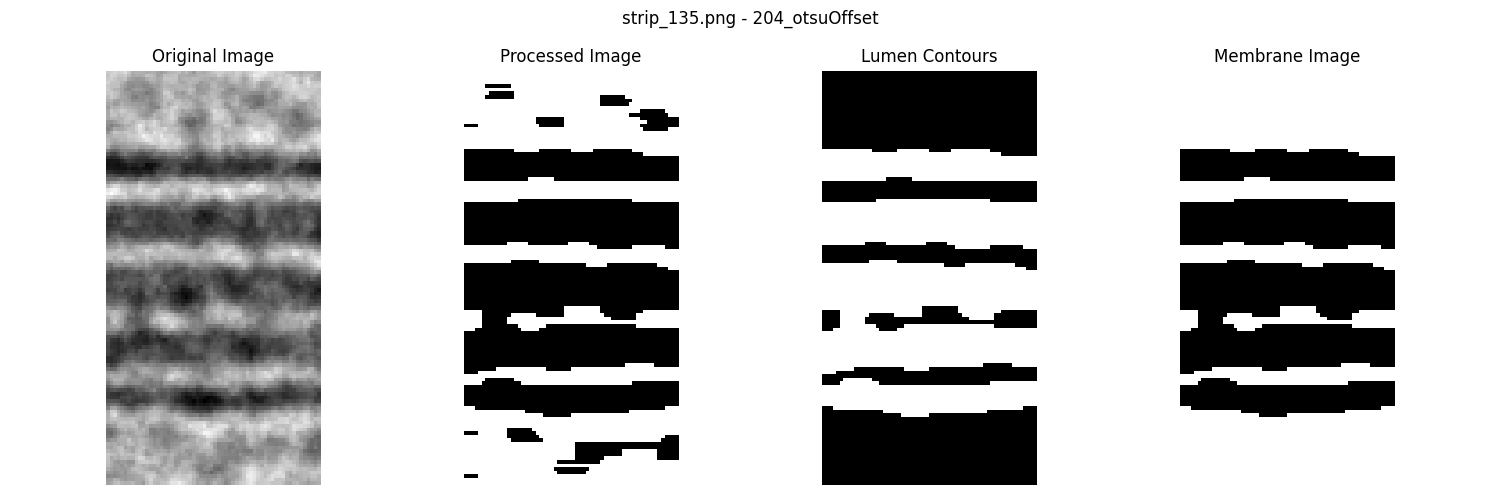 strip_135.png - 204_otsuOffset
Original Image
Processed Image
Lumen Contours
Membrane Image